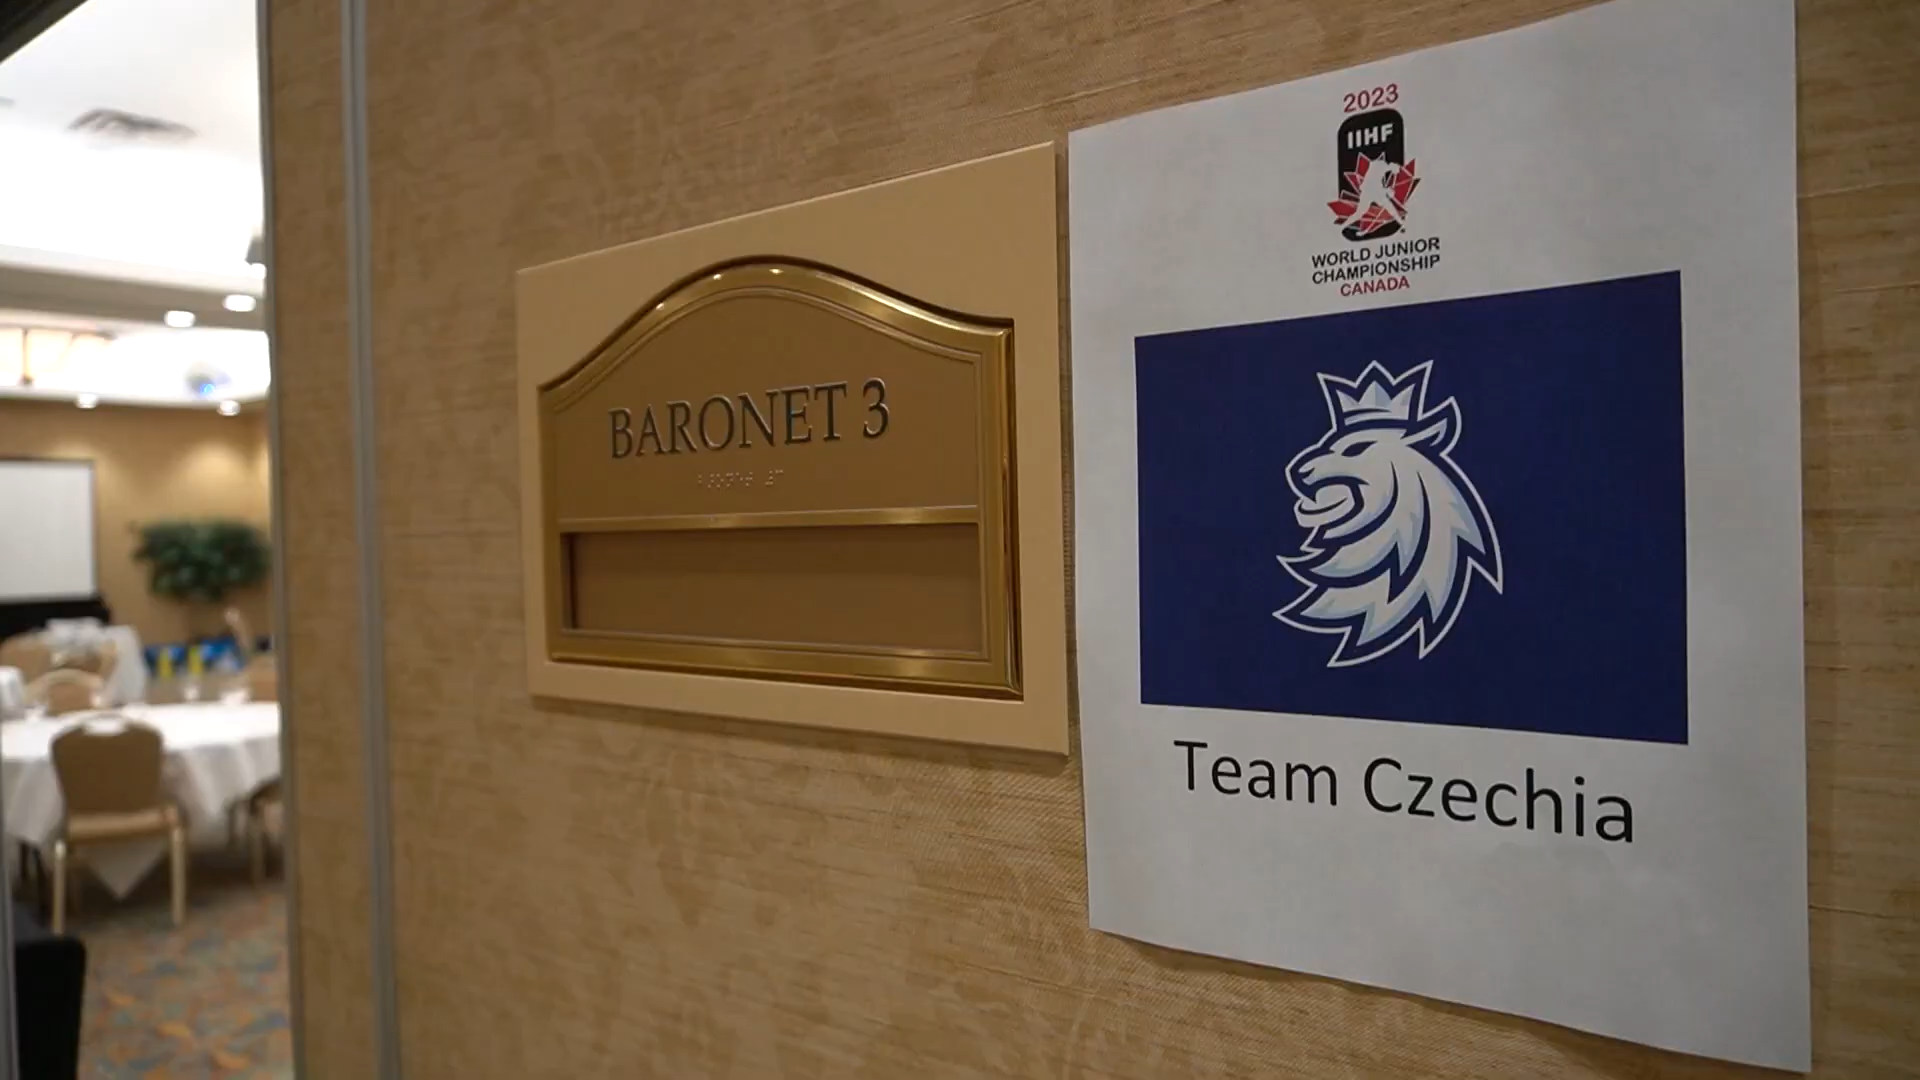 BARONET 3
2023
IIHF
WORLD JUNIOR
CHAMPIONSHIP
CANADA
Team Czechia